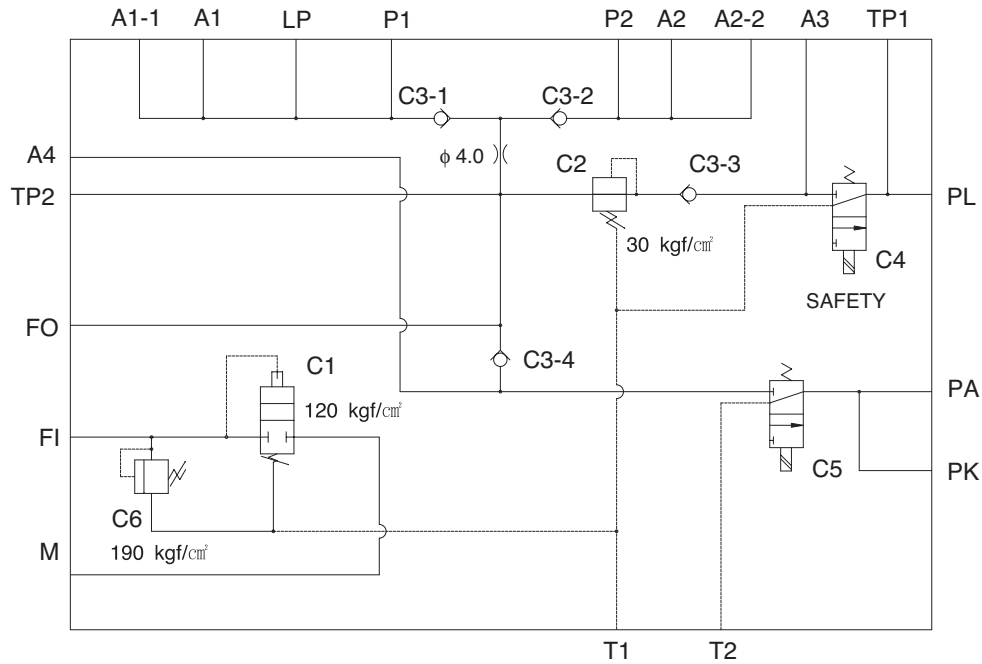 A1-1 A1 LP P1 P2 A2 A2-2 A3 TP1
C3-1 C3-2
A4 φ 4.0 C2 C3-3
TP2 PL
30 kgf/㎠ C4
SAFETY
FO
C1 C3-4
120 kgf/㎠ PA
FI
C5 PK
C6
190 kgf/㎠
M
T1 T2